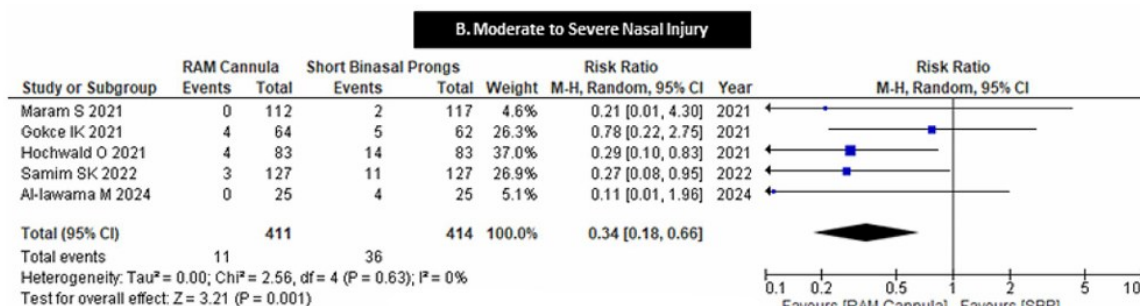 B. Moderate to Severe Nasal Injury
RAM Cannula Short Binasal Prongs Risk Ratio Risk Ratio
Study or Subgroup Events Total Events Total Weight M-H, Random, 95% CI Year M-H, Random, 95% CI
Maram S 2021 0 112 2 117 4.6% 0.21 [0.01, 4.30] 2021
Gokce IK 2021 4 64 5 62 26.3% 0.78 [0.22, 2.75] 2021
Hochwald O 2021 4 83 14 83 37.0% 0.29 [0.10, 0.83] 2021
Samim SK 2022 3 127 11 127 26.9% 0.27 [0.08, 0.95] 2022
Al-lawama M 2024 0 25 4 25 5.1% 0.11 [0.01, 1.96] 2024
Total (95% CI) 411 414 100.0% 0.34 [0.18, 0.66]
Total events 11 36
Heterogeneity: Tau² = 0.00; Chi² = 2.56, df = 4 (P = 0.63); I² = 0%
Test for overall effect: Z = 3.21 (P = 0.001)
0.1 0.2 0.5 1 2 5 10
Favours [RAM Cannula] Favours [SBP]